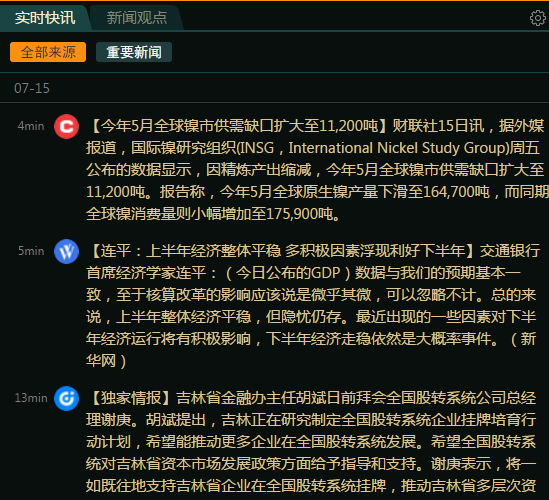 实时快讯 新闻观点
全部来源 重要新闻
07-15
4min 【今年5月全球镍市供需缺口扩大至11,200吨】财联社15日讯，据外媒
报道，国际镍研究组织(INSG，International Nickel Study Group)周五
公布的数据显示，因精炼产出缩减，今年5月全球镍市供需缺口扩大至
11,200吨。报告称，今年5月全球原生镍产量下滑至164,700吨，而同期
全球镍消费量则小幅增加至175,900吨。
5min 【连平：上半年经济整体平稳 多积极因素浮现利好下半年】交通银行
首席经济学家连平：（今日公布的GDP）数据与我们的预期基本一
致，至于核算改革的影响应该说是微乎其微，可以忽略不计。总的来
说，上半年整体经济平稳，但隐忧仍存。最近出现的一些因素对下半
年经济运行将有积极影响，下半年经济走稳依然是大概率事件。（新
华网）
13min 【独家情报】吉林省金融办主任胡斌日前拜会全国股转系统公司总经
理谢庚。胡斌提出，吉林正在研究制定全国股转系统企业挂牌培育行
动计划，希望能推动更多企业在全国股转系统发展。希望全国股转系
统对吉林省资本市场发展政策方面给予指导和支持。谢庚表示，将一
如既往地支持吉林省企业在全国股转系统挂牌，推动吉林省多层次资